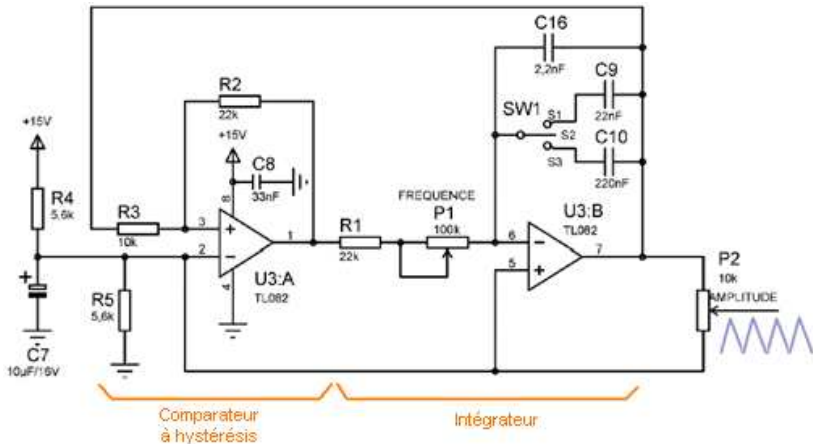 C16
2,2nF
R2
22k
C9
22nF
SW1
S1
S2
S3
C10
220nF
+15V
+15V
C8
33nF
R4
5,6k
R3
10k
8
3
2
1
4
U3:A
TL082
R1
22k
FREQUENCE
P1
100k
6
5
7
U3:B
TL082
P2
10k
AMPLITUDE
R5
5,6k
C7
10µF/16V
Comparateur
à hystérésis
Intégrateur